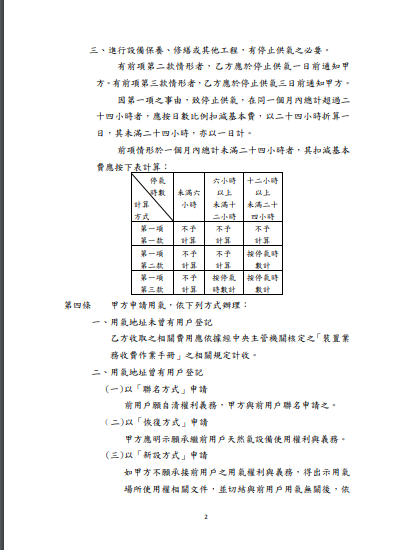 三、進行設備保養、修繕或其他工程，有停止供氣之必要。
有前項第二款情形者，乙方應於停止供氣一日前通知甲
方。有前項第三款情形者，乙方應於停止供氣三日前通知甲方。
因第一項之事由，致停止供氣，在同一個月內總計超過二
十四小時者，應按日數比例扣減基本費，以二十四小時折算一
日，其未滿二十四小時，亦以一日計。
前項情形於一個月內總計未滿二十四小時者，其扣減基本
費應按下表計算：
停氣
時數
計算
方式
未滿六
小時
六小時
以上
未滿十
二小時
十二小時
以上
未滿二十
四小時
第一項
第一款
不予
計算
不予
計算
不予
計算
第一項
第二款
不予
計算
不予
計算
按停氣時
數計
第一項
第三款
不予
計算
按停氣
時數計
按停氣時
數計
第四條 甲方申請用氣，依下列方式辦理：
一、用氣地址未曾有用戶登記
乙方收取之相關費用應依據經中央主管機關核定之「裝置業
務收費作業手冊」之相關規定計收。
二、用氣地址曾有用戶登記
(一)以「聯名方式」申請
前用戶願自清權利義務，甲方與前用戶聯名申請之。
(二)以「恢復方式」申請
甲方應明示願承繼前用戶天然氣設備使用權利與義務。
(三)以「新設方式」申請
如甲方不願承接前用戶之用氣權利與義務，得出示用氣
場所使用權相關文件，並切結與前用戶用氣無關後，依
2